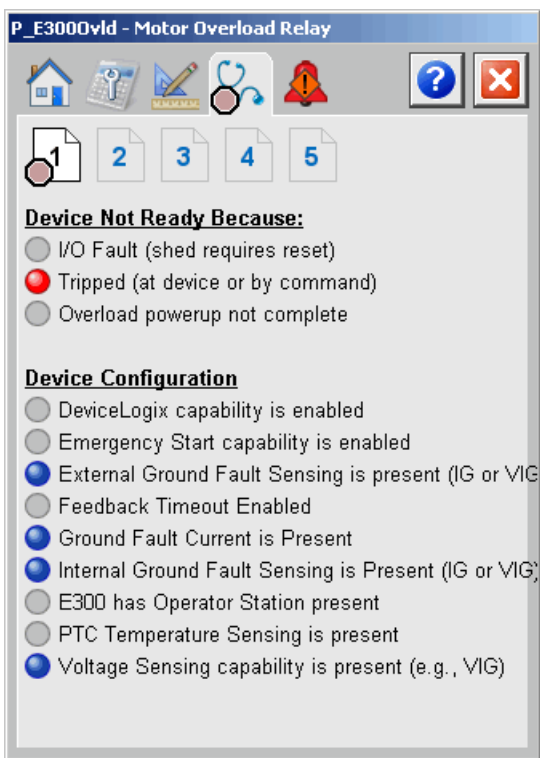 P_E300Ovld - Motor Overload Relay
?
1 2 3 4 5
Device Not Ready Because:
I/O Fault (shed requires reset)
Tripped (at device or by command)
Overload powerup not complete
Device Configuration
DeviceLogix capability is enabled
Emergency Start capability is enabled
External Ground Fault Sensing is present (IG or VIG
Feedback Timeout Enabled
Ground Fault Current is Present
Internal Ground Fault Sensing is Present (IG or VIG)
E300 has Operator Station present
PTC Temperature Sensing is present
Voltage Sensing capability is present (e.g., VIG)